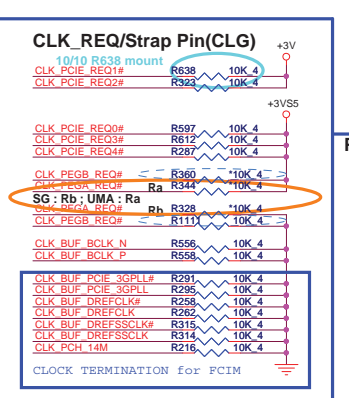 CLK_REQ/Strap Pin(CLG)
+3V
10/10 R638 mount
CLK_PCIE_REQ1# R638 10K_4
CLK_PCIE_REQ2# R323 10K_4
+3VS5
CLK_PCIE_REQ0# R597 10K_4
CLK_PCIE_REQ3# R612 10K_4
CLK_PCIE_REQ4# R287 10K_4
CLK_PEGB_REQ# R360 *10K_4
CLK_PEGA_REQ# Ra R344 *10K_4
SG : Rb ; UMA : Ra
CLK_PEGA_REQ# Rb R328 *10K_4
CLK_PEGB_REQ# R111 10K_4
CLK_BUF_BCLK_N R556 10K_4
CLK_BUF_BCLK_P R558 10K_4
CLK_BUF_PCIE_3GPLL# R291 10K_4
CLK_BUF_PCIE_3GPLL R295 10K_4
CLK_BUF_DREFCLK# R258 10K_4
CLK_BUF_DREFCLK R262 10K_4
CLK_BUF_DREFSSCLK# R315 10K_4
CLK_BUF_DREFSSCLK R314 10K_4
CLK_PCH_14M R216 10K_4
CLOCK TERMINATION for FCIM